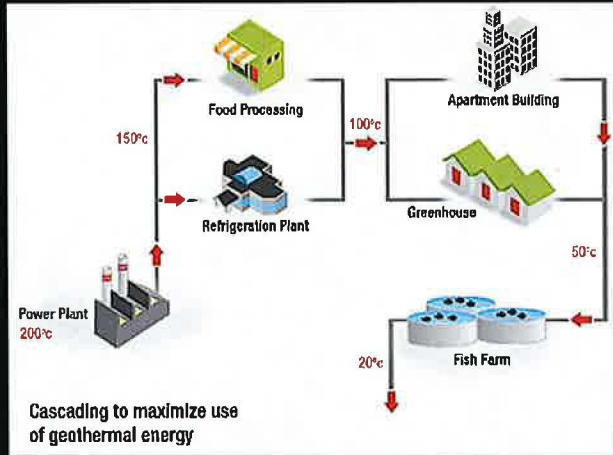 Food Processing
Apartment Building
150°c
100°c
Refrigeration Plant
Greenhouse
50°c
Power Plant
200°c
Fish Farm
20°c
Cascading to maximize use
of geothermal energy